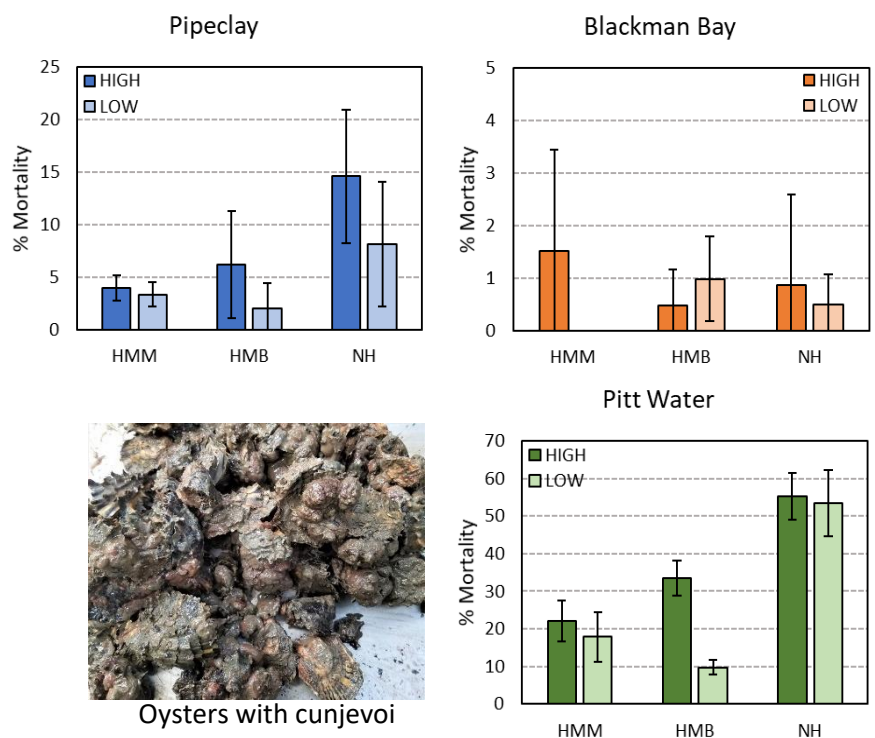 Pipeclay
% Mortality
25
20
15
10
5
0
HIGH
LOW
HMM HMB NH
Blackman Bay
% Mortality
5
4
3
2
1
0
HIGH
LOW
HMM HMB NH
Oysters with cunjevoi
Pitt Water
% Mortality
70
60
50
40
30
20
10
0
HIGH
LOW
HMM HMB NH